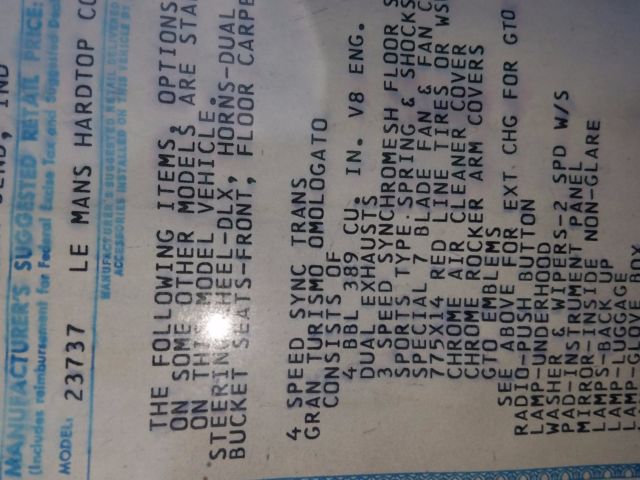 BEND, IND
MANUFACTURER'S SUGGESTED RETAIL PRICE:
(Includes reimbursement for Federal Excise Tax and Suggested Deal
MODEL: 23737 LE MANS HARDTOP CO
MANUFACTURER'S SUGGESTED RETAIL DELIVERED
ACCESSORIES INSTALLED ON THIS VEHICLE BY
THE FOLLOWING ITEMS, OPTIONS
ON SOME OTHER MODELS ARE STAN
ON THIS MODEL VEHICLE.
STEERING WHEEL-DLX, HORNS-DUAL
BUCKET SEATS-FRONT, FLOOR CARPE
4 SPEED SYNC TRANS
GRAN TURISMO OMOLOGATO
CONSISTS OF
4 BBL 389 CU. IN. V8 ENG.
DUAL EXHAUSTS
3 SPEED SYNCHROMESH FLOOR S
SPORTS TYPE SPRING & SHOCKS
SPECIAL 7 BLADE FAN & FAN C
775X14 RED LINE TIRES OR WS
CHROME AIR CLEANER COVER
CHROME ROCKER ARM COVERS
GTO EMBLEMS
SEE ABOVE FOR EXT CHG FOR GTO
RADIO-PUSH BUTTON
LAMP-UNDERHOOD
WASHER & WIPERS-2 SPD W/S
PAD-INSTRUMENT PANEL
MIRROR-INSIDE NON-GLARE
LAMPS-BACK UP
LAMP-LUGGAGE
LAMP-GLOVE BOX